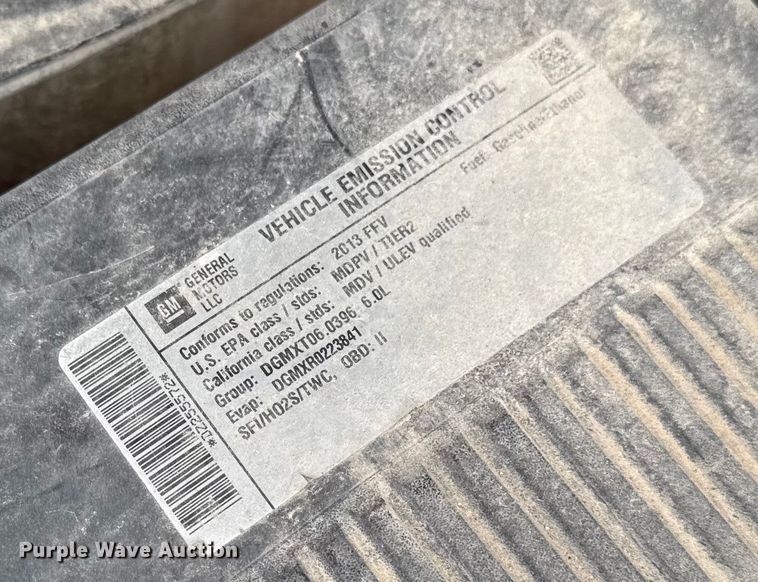 GM
GENERAL
MOTORS
LLC
VEHICLE EMISSION CONTROL
INFORMATION
Fuel: Gasoline/Ethanol
Conforms to regulations: 2013 FFV
U.S. EPA class / stds: MDPV / TIER2
California class / stds: MDV / ULEV qualified
Group: DGMXT06.0396 6.0L
Evap: DGMXR0223841
SFI/HO2S/TWC, OBD: II
*DZ255572*
Purple Wave Auction